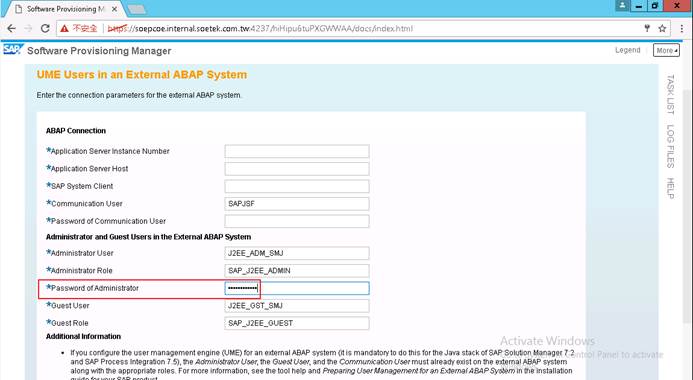 SAP Software Provisioning M
不安全 | https://soepcoe.internal.soetek.com.tw:4237/hiHipu6tuPXGWWAA/docs/index.html
SAP Software Provisioning Manager
Legend
More
UME Users in an External ABAP System
Enter the connection parameters for the external ABAP system.
ABAP Connection
*Application Server Instance Number
*Application Server Host
*SAP System Client
*Communication User SAPJSF
*Password of Communication User
Administrator and Guest Users in the External ABAP System
*Administrator User J2EE_ADM_SMJ
*Administrator Role SAP_J2EE_ADMIN
*Password of Administrator ••••••••••••
*Guest User J2EE_GST_SMJ
*Guest Role SAP_J2EE_GUEST
Additional Information
• If you configure the user management engine (UME) for an external ABAP system (it is mandatory to do this for the Java stack of SAP Solution Manager 7.2
and SAP Process Integration 7.5), the Administrator User, the Guest User, and the Communication User must already exist on the external ABAP system
along with the appropriate roles. For more information, see the tool help and Preparing User Management for an External ABAP System in the installation
guide for your SAP product.
TASK LIST
LOG FILES
HELP
Activate Windows
Control Panel to activate